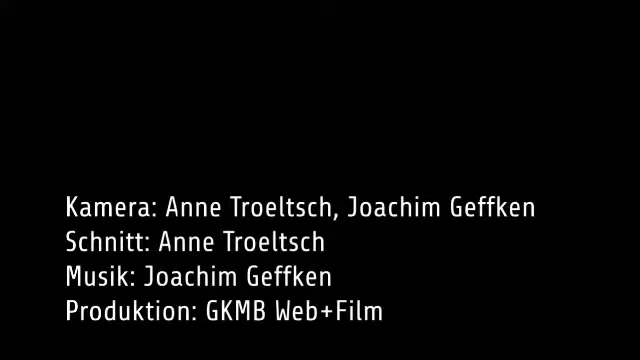 Kamera: Anne Troeltsch, Joachim Geffken
Schnitt: Anne Troeltsch
Musik: Joachim Geffken
Produktion: GKMB Web+Film